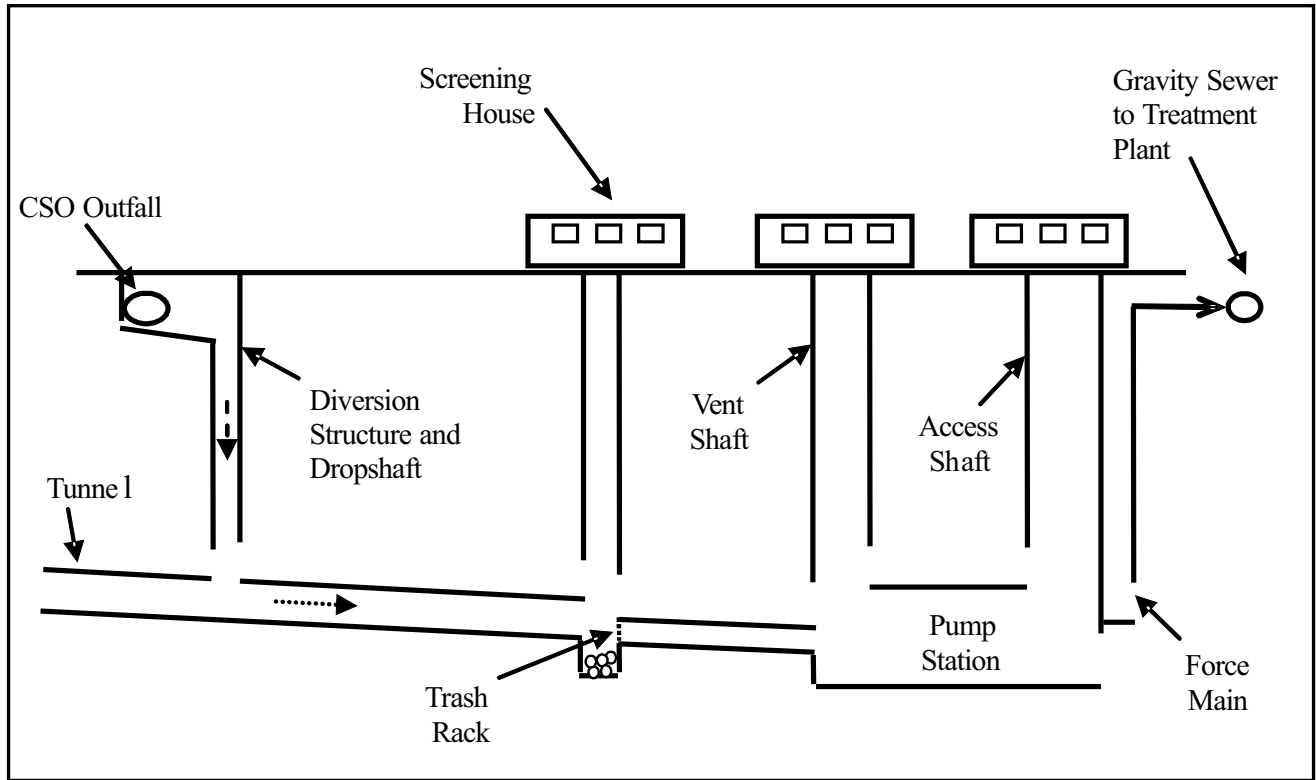 Screening
House
Gravity Sewer
to Treatment
Plant
CSO Outfall
Diversion
Structure and
Dropshaft
Vent
Shaft
Access
Shaft
Tunnel
Pump
Station
Trash
Rack
Force
Main